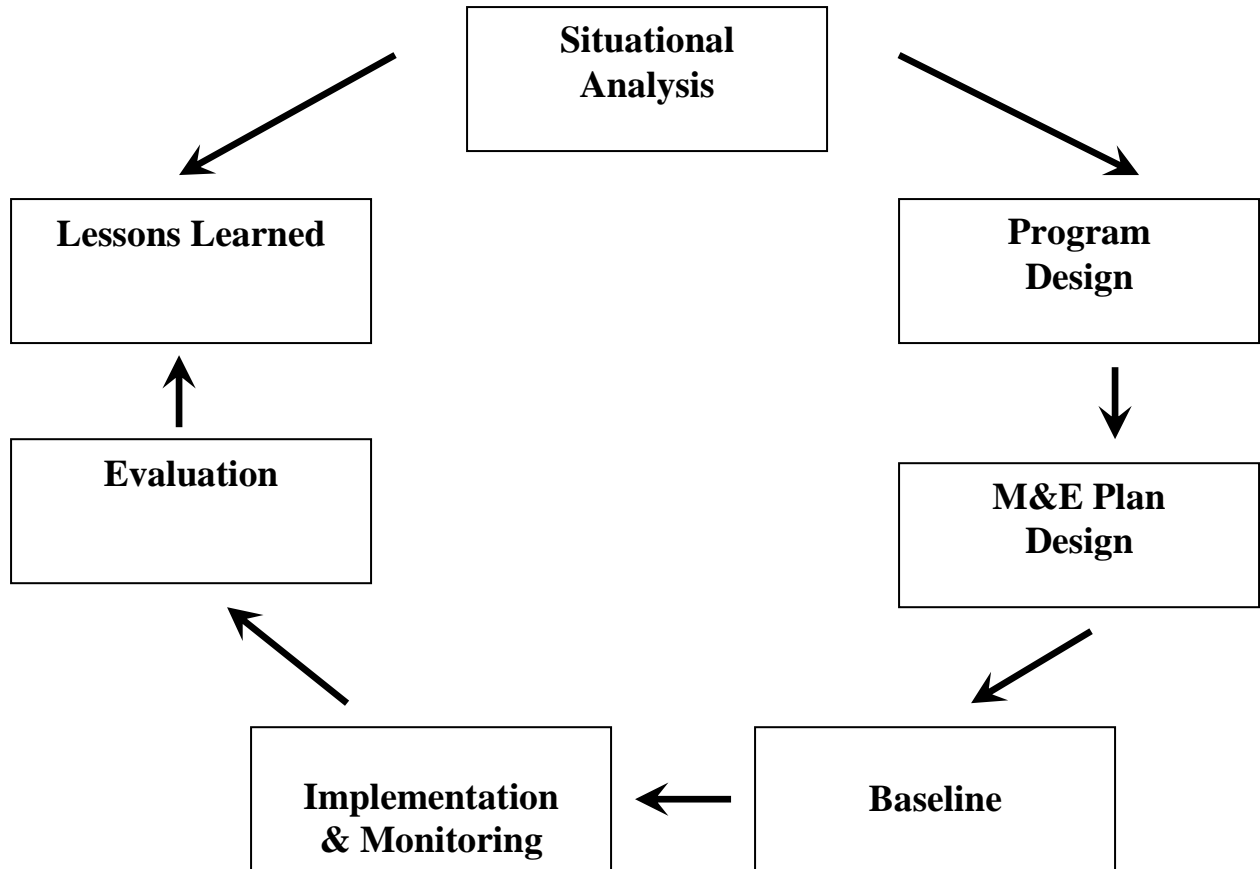 Situational
Analysis
Lessons Learned
Program
Design
Evaluation
M&E Plan
Design
Implementation
& Monitoring
Baseline